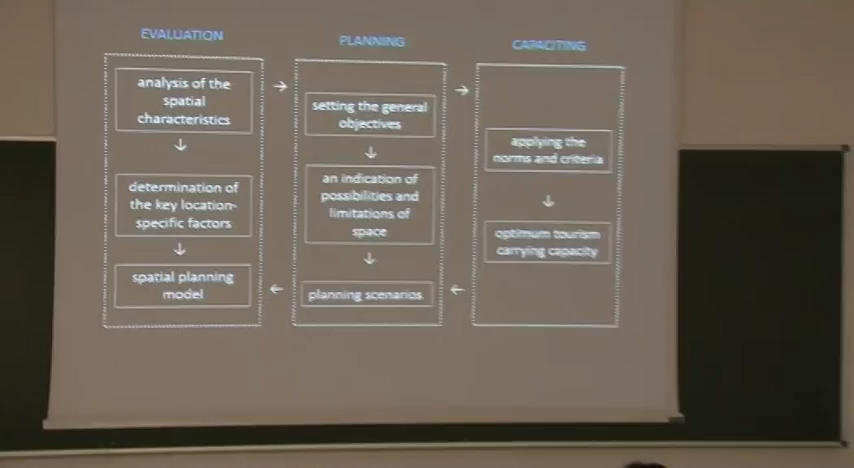 EVALUATION
analysis of the
spatial
characteristics
determination of
the key location-
specific factors
spatial planning
model
PLANNING
setting the general
objectives
an indication of
possibilities and
limitations of
space
planning scenarios
CAPACITING
applying the
norms and criteria
optimum tourism
carrying capacity